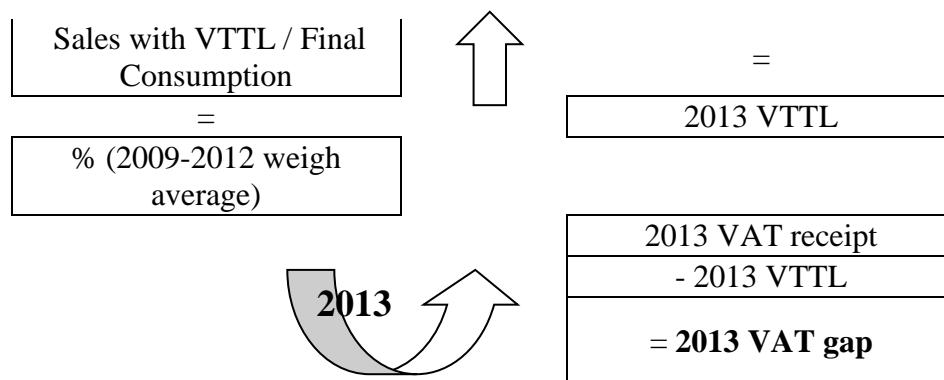 Sales with VTTL / Final
Consumption
=
% (2009-2012 weigh
average)
=
2013 VTTL
2013 VAT receipt
- 2013 VTTL
= 2013 VAT gap
2013